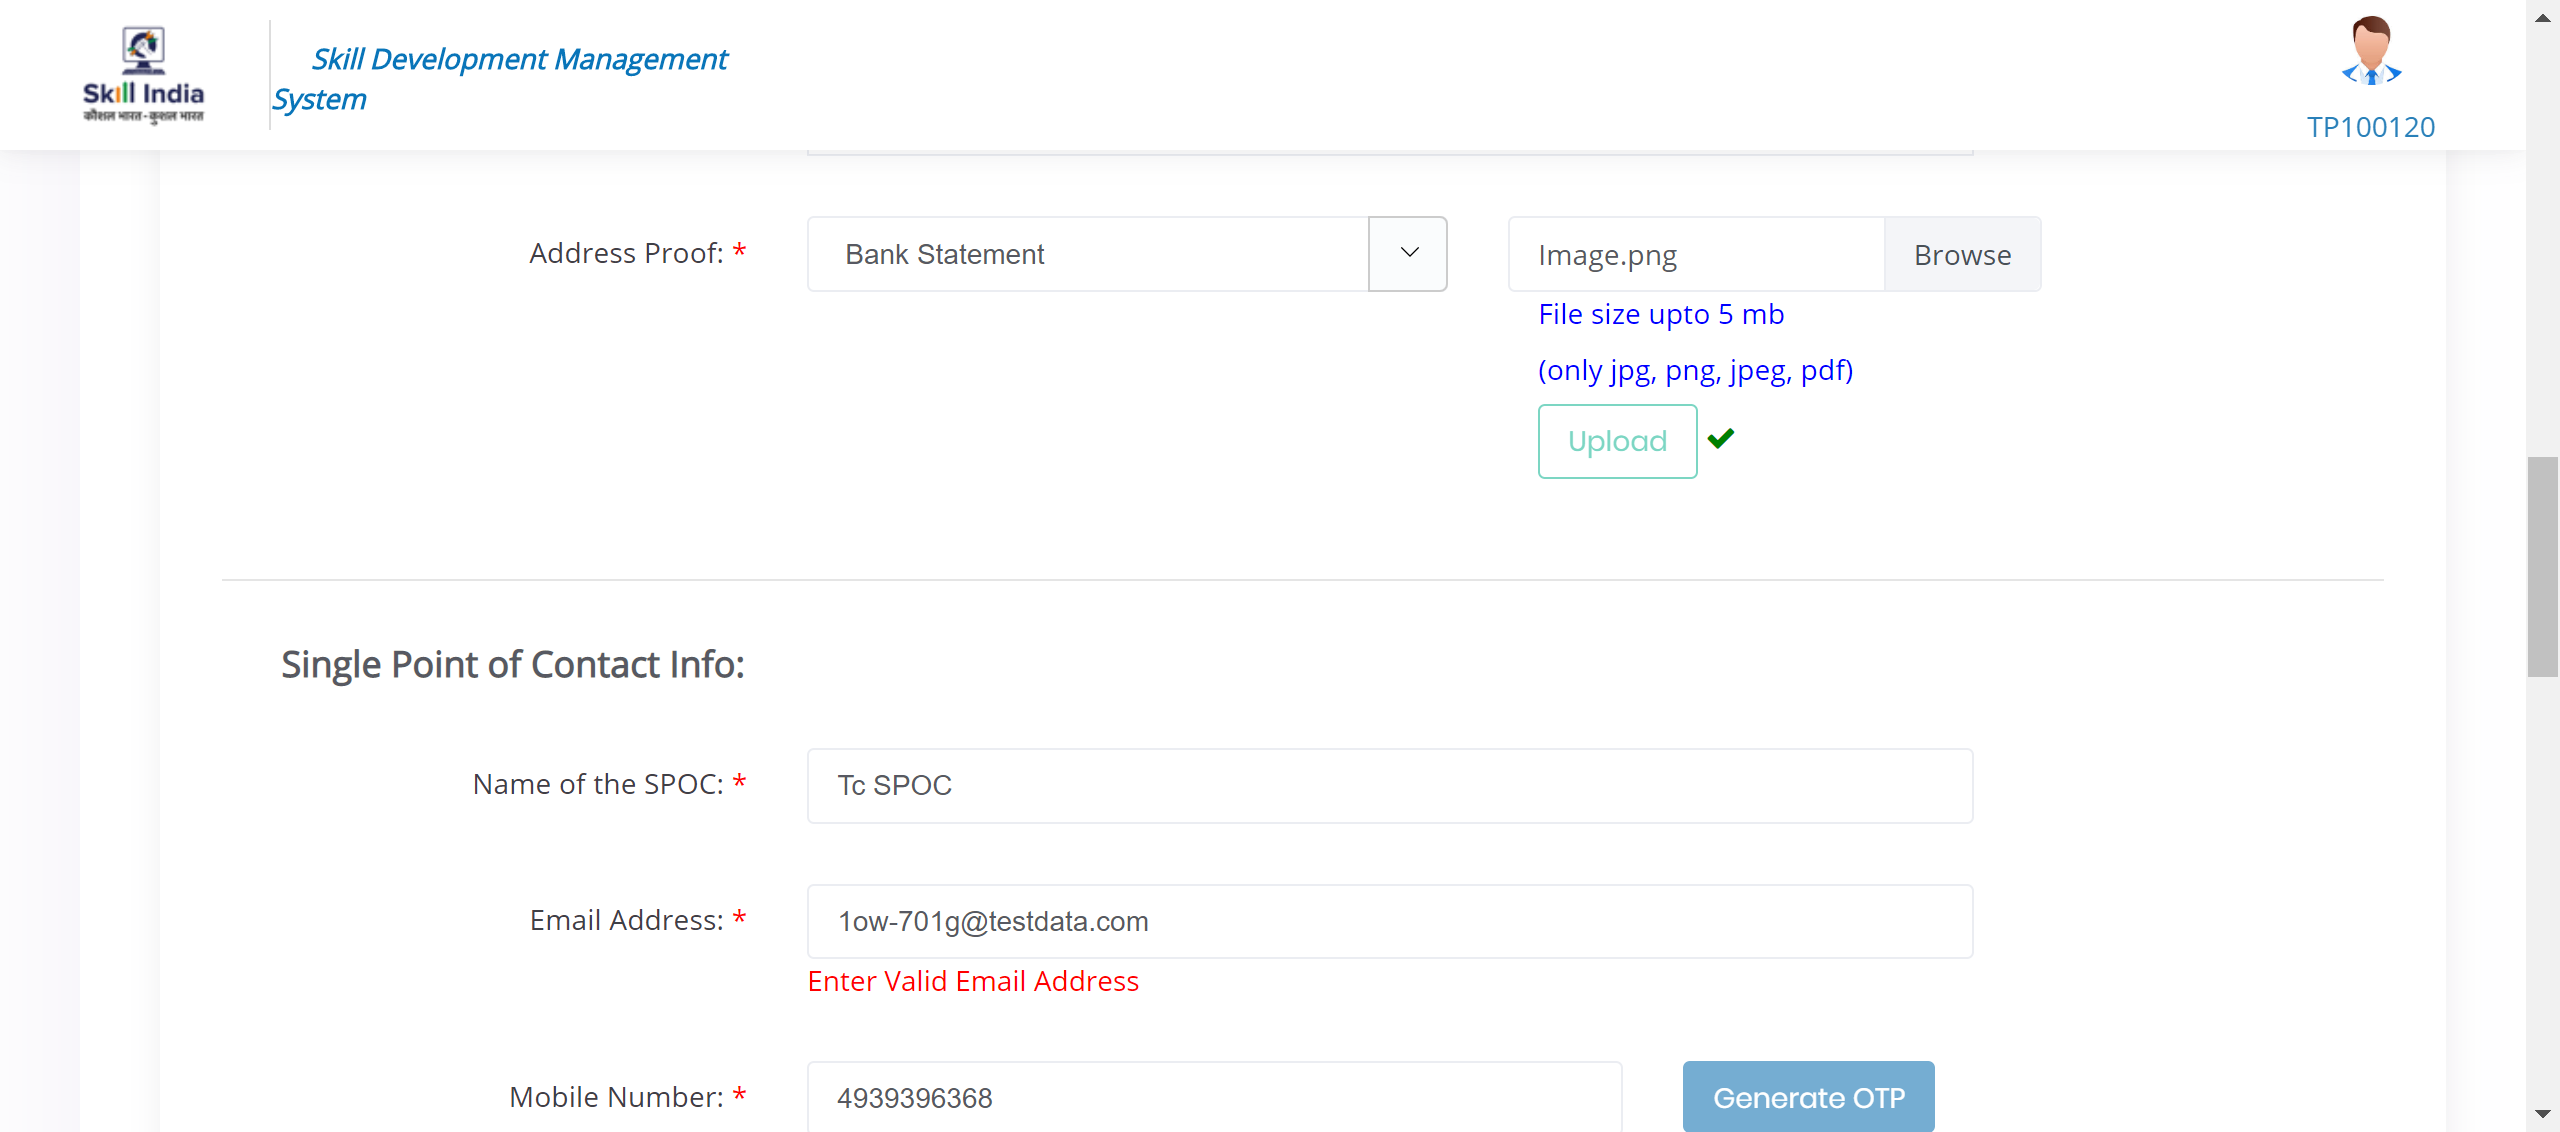 Skill India
कौशल भारत - कुशल भारत
Skill Development Management
System
TP100120
Address Proof: *
Bank Statement
Image.png
Browse
File size upto 5 mb
(only jpg, png, jpeg, pdf)
Upload
Single Point of Contact Info:
Name of the SPOC: *
Tc SPOC
Email Address: *
1ow-701g@testdata.com
Enter Valid Email Address
Mobile Number: *
4939396368
Generate OTP